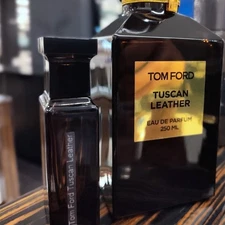 TOM FORD
TUSCAN
LEATHER
EAU DE PARFUM
250 ML
Tom Ford Tuscan Leather